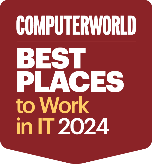 COMPUTERWORLD
BEST
PLACES
to Work
in IT 2024